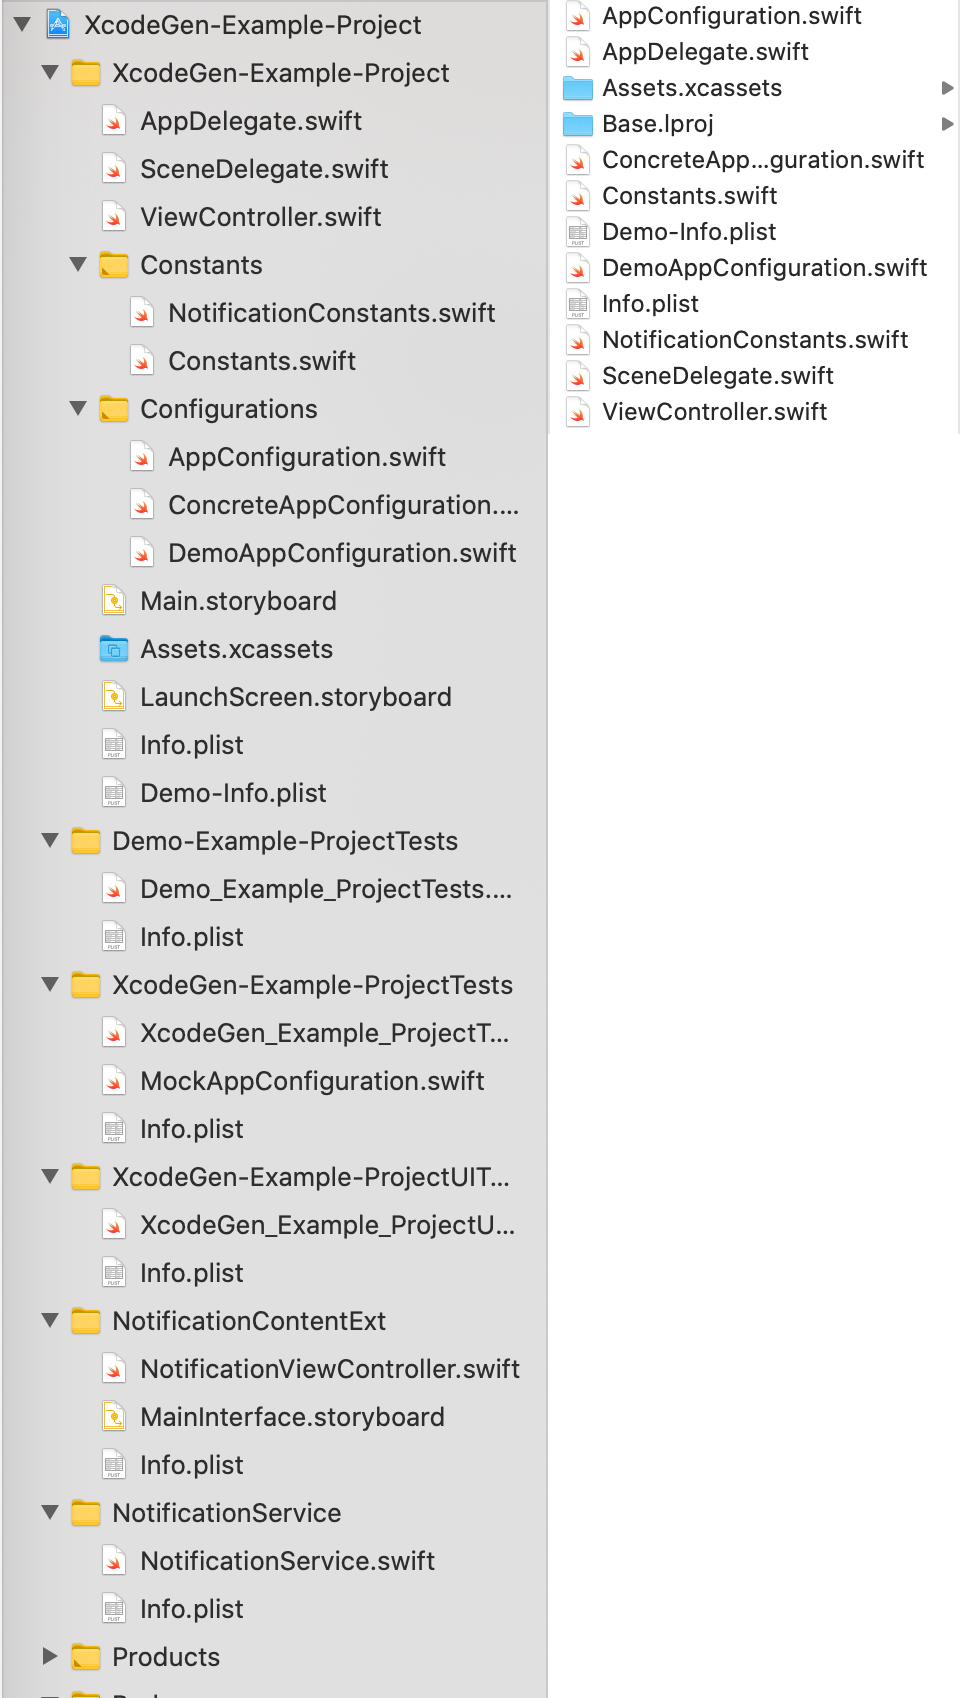 XcodeGen-Example-Project
XcodeGen-Example-Project
AppDelegate.swift
SceneDelegate.swift
ViewController.swift
Constants
NotificationConstants.swift
Constants.swift
Configurations
AppConfiguration.swift
ConcreteAppConfiguration....
DemoAppConfiguration.swift
Main.storyboard
Assets.xcassets
LaunchScreen.storyboard
Info.plist
Demo-Info.plist
Demo-Example-ProjectTests
Demo_Example_ProjectTests....
Info.plist
XcodeGen-Example-ProjectTests
XcodeGen_Example_ProjectT...
MockAppConfiguration.swift
Info.plist
XcodeGen-Example-ProjectUIT...
XcodeGen_Example_ProjectU...
Info.plist
NotificationContentExt
NotificationViewController.swift
MainInterface.storyboard
Info.plist
NotificationService
NotificationService.swift
Info.plist
Products
AppConfiguration.swift
AppDelegate.swift
Assets.xcassets
Base.lproj
ConcreteApp...guration.swift
Constants.swift
Demo-Info.plist
DemoAppConfiguration.swift
Info.plist
NotificationConstants.swift
SceneDelegate.swift
ViewController.swift